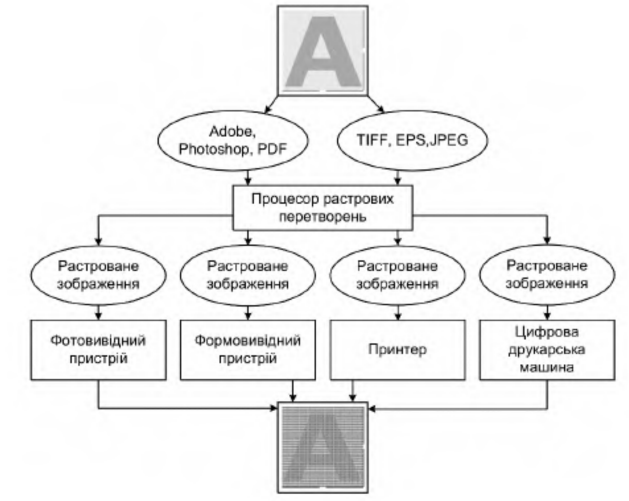 A
Adobe,
Photoshop, PDF
TIFF, EPS,JPEG
Процесор растрових
перетворень
Растроване
зображення
Растроване
зображення
Растроване
зображення
Растроване
зображення
Фотовивідний
пристрій
Формовивідний
пристрій
Принтер
Цифрова
друкарська
машина
A